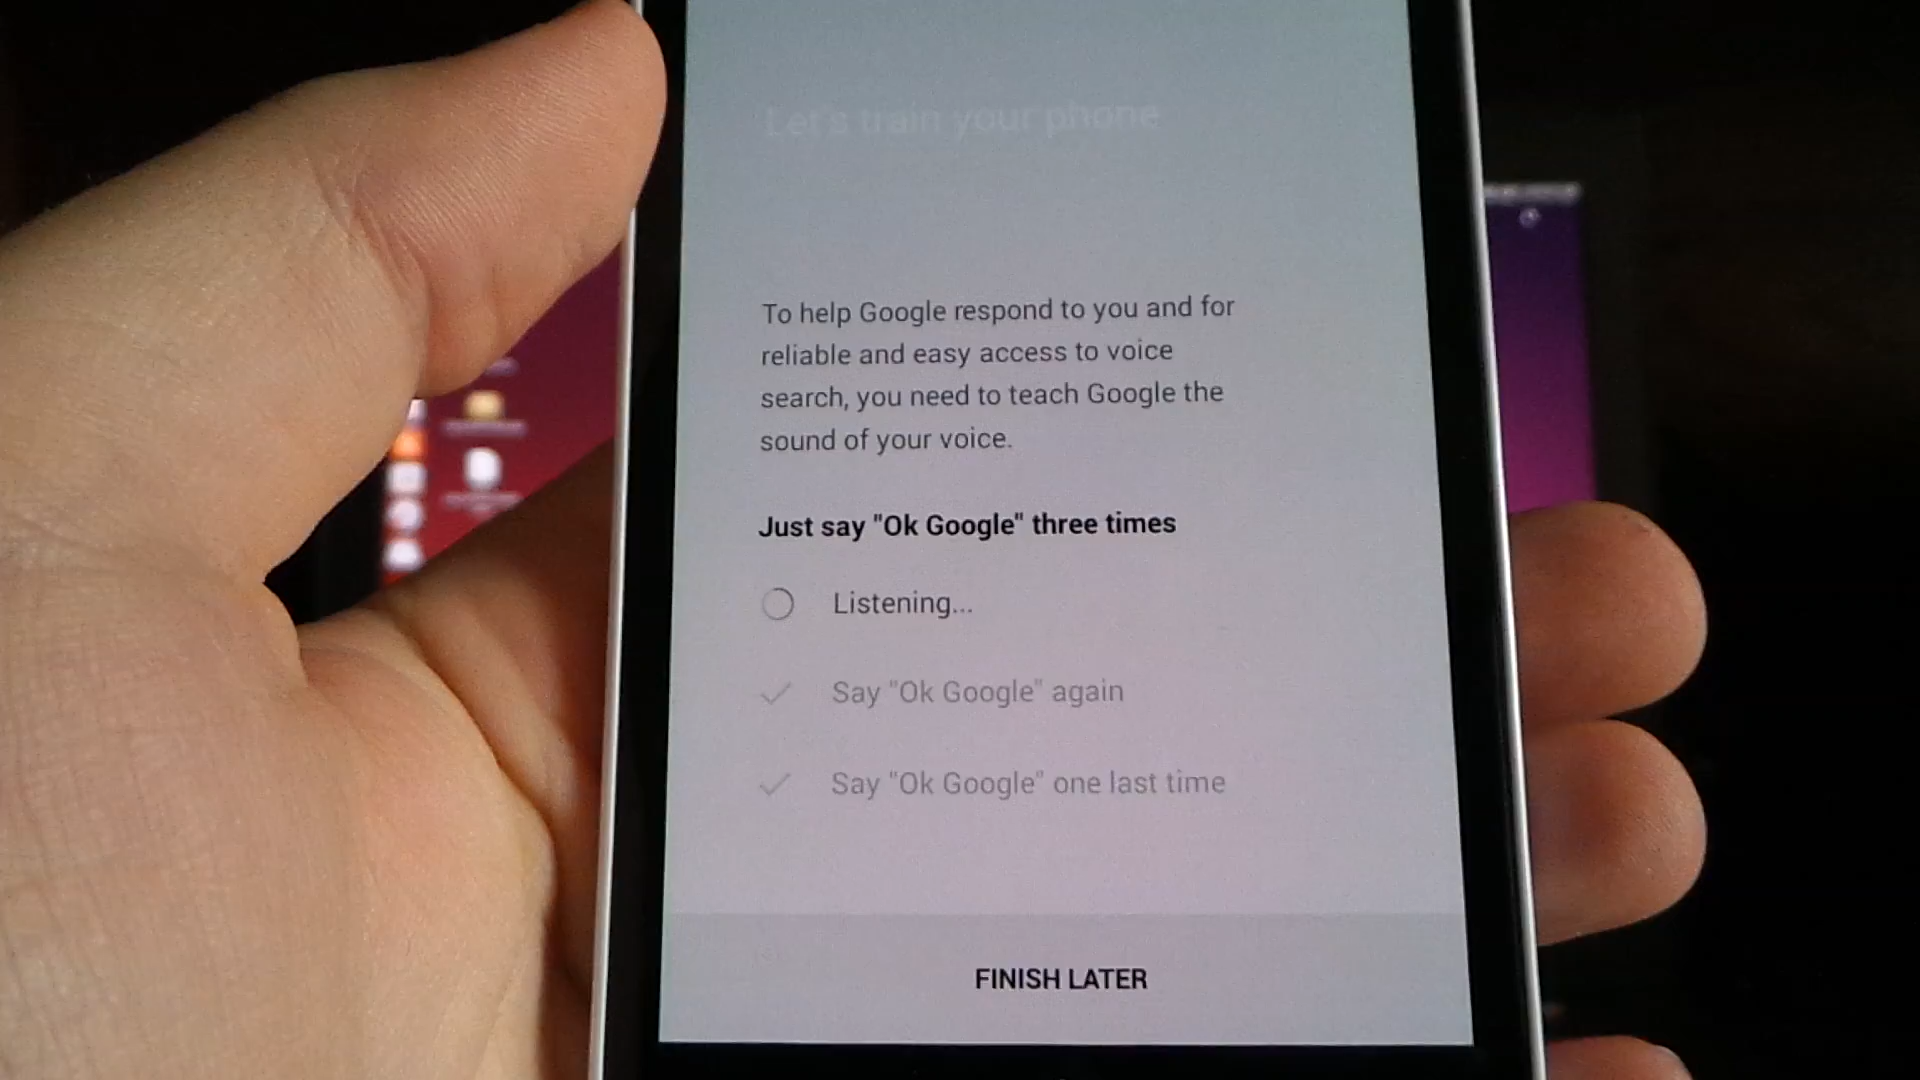 Let's train your phone
To help Google respond to you and for
reliable and easy access to voice
search, you need to teach Google the
sound of your voice.
Just say "Ok Google" three times
Listening...
Say "Ok Google" again
Say "Ok Google" one last time
FINISH LATER